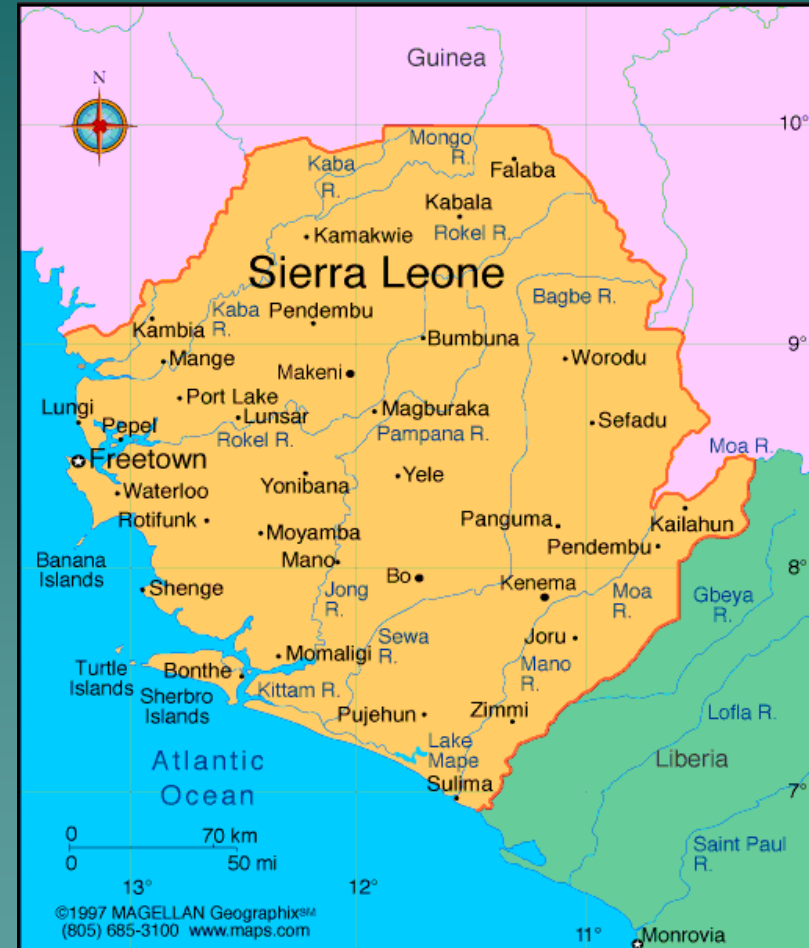 Guinea
N
10°
Mongo
R.
Kaba
R.
Falaba
Kabala
Kamakwie
Rokel R.
Sierra Leone
Bagbe R.
Kaba
R.
Pendembu
Kambia
Bumbuna
9°
Mange
Worodu
Makeni
Port Lake
Lungi
Lunsar
Magburaka
Sefadu
Pepel
Rokel R.
Pampana R.
Moa R.
Freetown
Yonibana
Yele
Waterloo
Rotifunk
Panguma
Kailahun
Moyamba
Pendembu
Mano
Banana
Islands
8°
Bo
Kenema
Shenge
Jong
R.
Moa
R.
Gbeya
R.
Sewa
R.
Joru
Momaligi
Mano
R.
Turtle
Islands
Bonthe
Sherbro
Islands
Kittam R.
Pujehun
Zimmi
Lofla R.
Lake
Mape
Liberia
Atlantic
Ocean
Sulima
7°
0 70 km
0 50 mi
Saint Paul
R.
13°
12°
11°
©1997 MAGELLAN Geographix℠
(805) 685-3100 www.maps.com
Monrovia